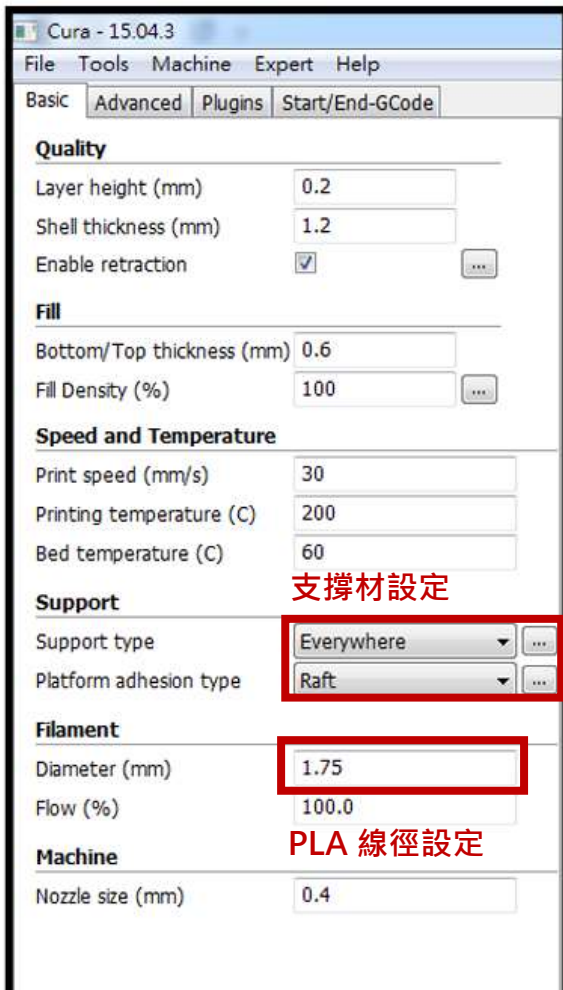 Cura - 15.04.3
File Tools Machine Expert Help
Basic Advanced Plugins Start/End-GCode
Quality
Layer height (mm) 0.2
Shell thickness (mm) 1.2
Enable retraction ...
Fill
Bottom/Top thickness (mm) 0.6
Fill Density (%) 100 ...
Speed and Temperature
Print speed (mm/s) 30
Printing temperature (C) 200
Bed temperature (C) 60
支撐材設定
Support
Support type Everywhere ...
Platform adhesion type Raft ...
Filament
Diameter (mm) 1.75
Flow (%) 100.0
PLA 線徑設定
Machine
Nozzle size (mm) 0.4